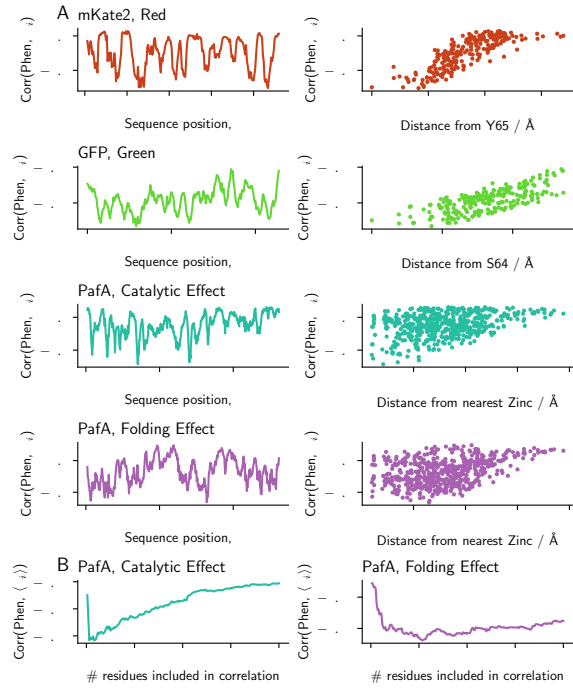 A
mKate2, Red
Corr(Phen, i)
– .
Sequence position,
Corr(Phen, i)
– .
Distance from Y65 / Å
GFP, Green
Corr(Phen, i)
– .
– .
Sequence position,
Corr(Phen, i)
– .
– .
Distance from S64 / Å
PafA, Catalytic Effect
Corr(Phen, i)
.
– .
Sequence position,
Corr(Phen, i)
.
– .
Distance from nearest Zinc / Å
PafA, Folding Effect
Corr(Phen, i)
.
– .
Sequence position,
Corr(Phen, i)
.
– .
Distance from nearest Zinc / Å
B
PafA, Catalytic Effect
Corr(Phen, ⟨ i⟩)
– .
– .
# residues included in correlation
PafA, Folding Effect
Corr(Phen, ⟨ i⟩)
– .
– .
# residues included in correlation